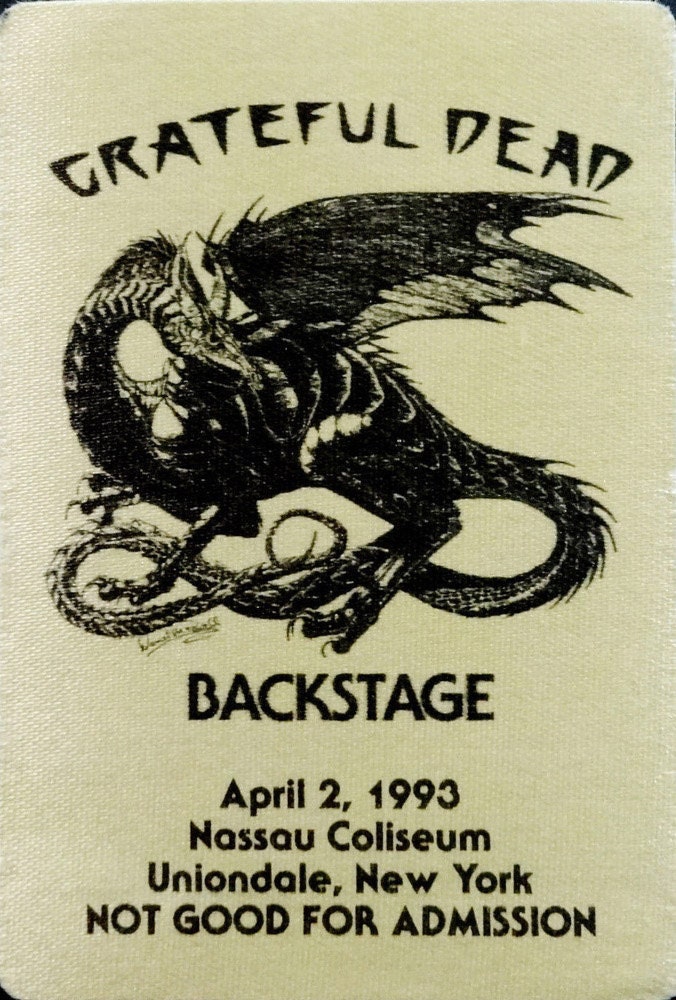 GRATEFUL DEAD
BACKSTAGE
April 2, 1993
Nassau Coliseum
Uniondale, New York
NOT GOOD FOR ADMISSION